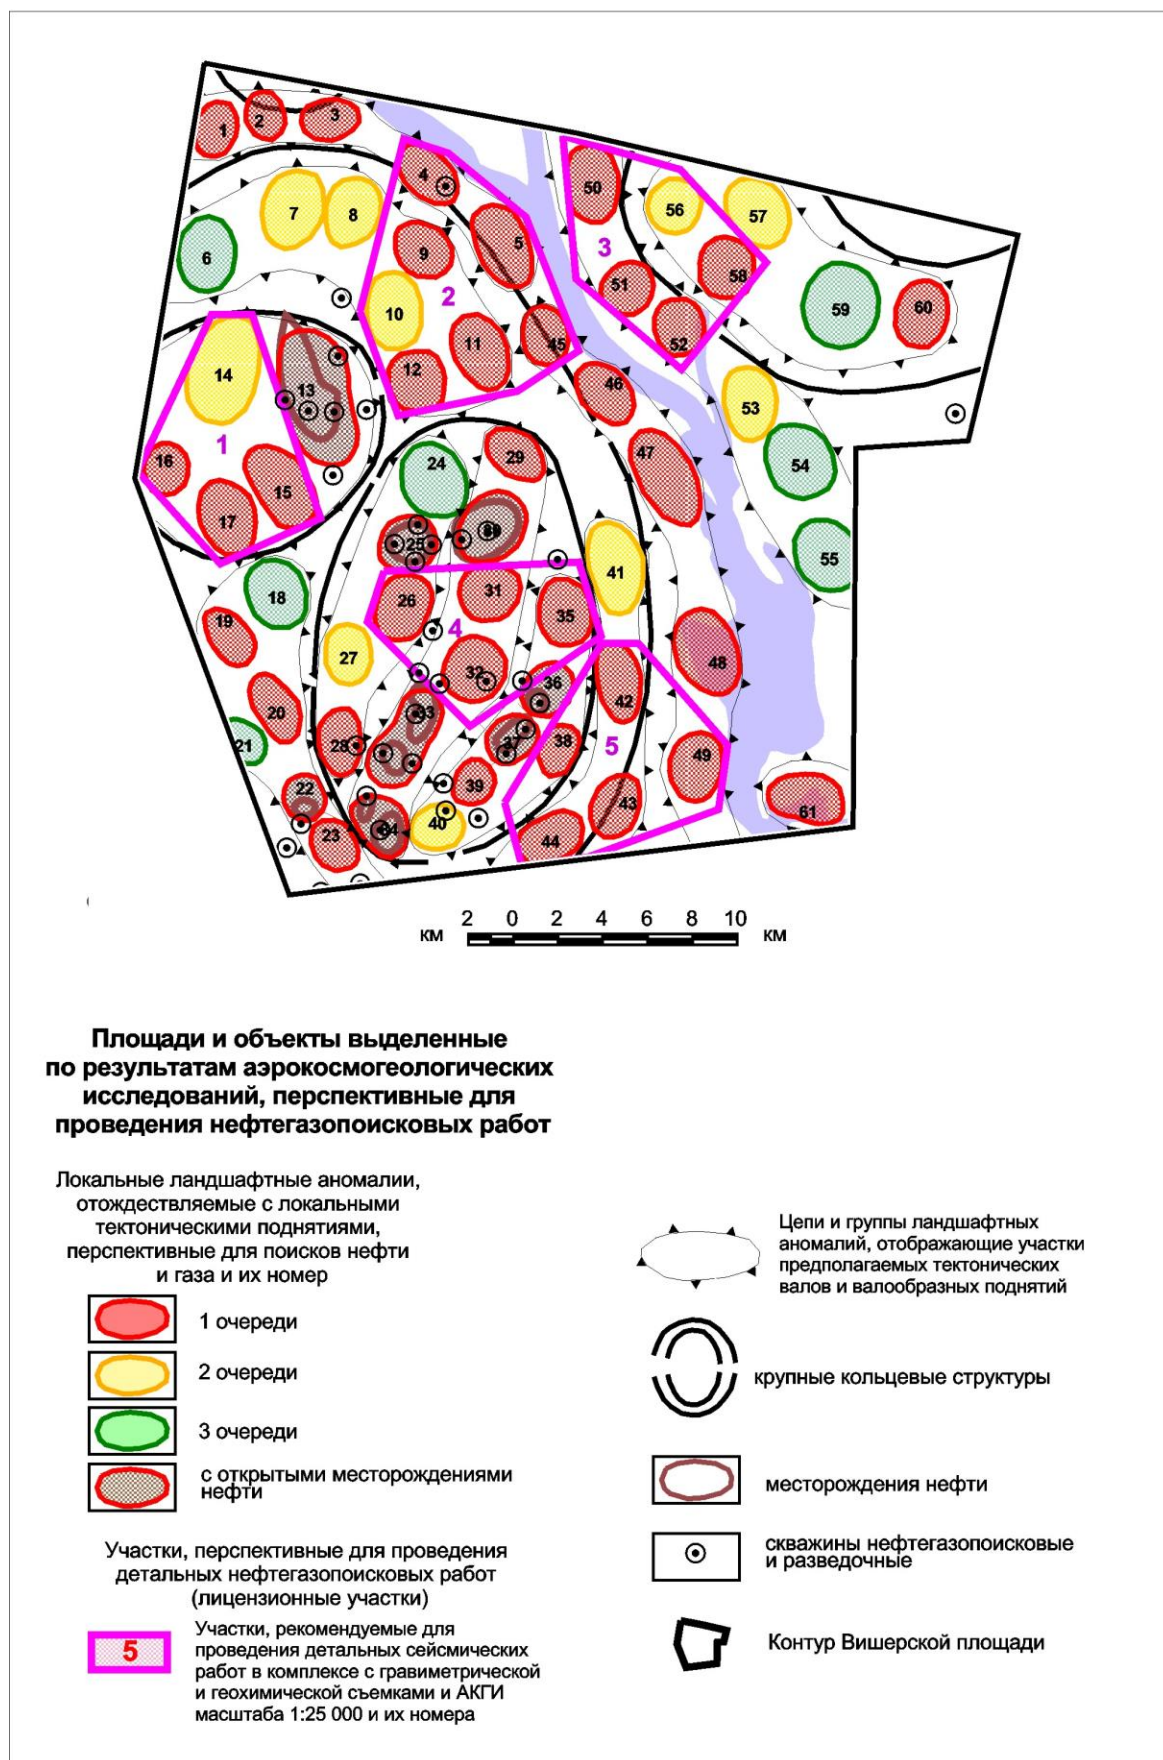 1
2
3
4
50
56
57
7
8
5
6
9
3
58
51
2
59
60
10
52
11
45
12
46
14
13
53
1
47
16
24
29
54
15
17
25
30
55
41
18
26
31
35
19
4
27
32
48
36
42
20
33
21
28
37
38
5
49
39
22
43
61
23
34
40
44
2 0 2 4 6 8 10
км км
Площади и объекты выделенные
по результатам аэрокосмогеологических
исследований, перспективные для
проведения нефтегазопоисковых работ
Локальные ландшафтные аномалии,
отождествляемые с локальными
тектоническими поднятиями,
перспективные для поисков нефти
и газа и их номер
1 очереди
2 очереди
3 очереди
с открытыми месторождениями
нефти
Участки, перспективные для проведения
детальных нефтегазопоисковых работ
(лицензионные участки)
5
Участки, рекомендуемые для
проведения детальных сейсмических
работ в комплексе с гравиметрической
и геохимической съемками и АКГИ
масштаба 1:25 000 и их номера
Цепи и группы ландшафтных
аномалий, отображающие участки
предполагаемых тектонических
валов и валообразных поднятий
крупные кольцевые структуры
месторождения нефти
скважины нефтегазопоисковые
и разведочные
Контур Вишерской площади